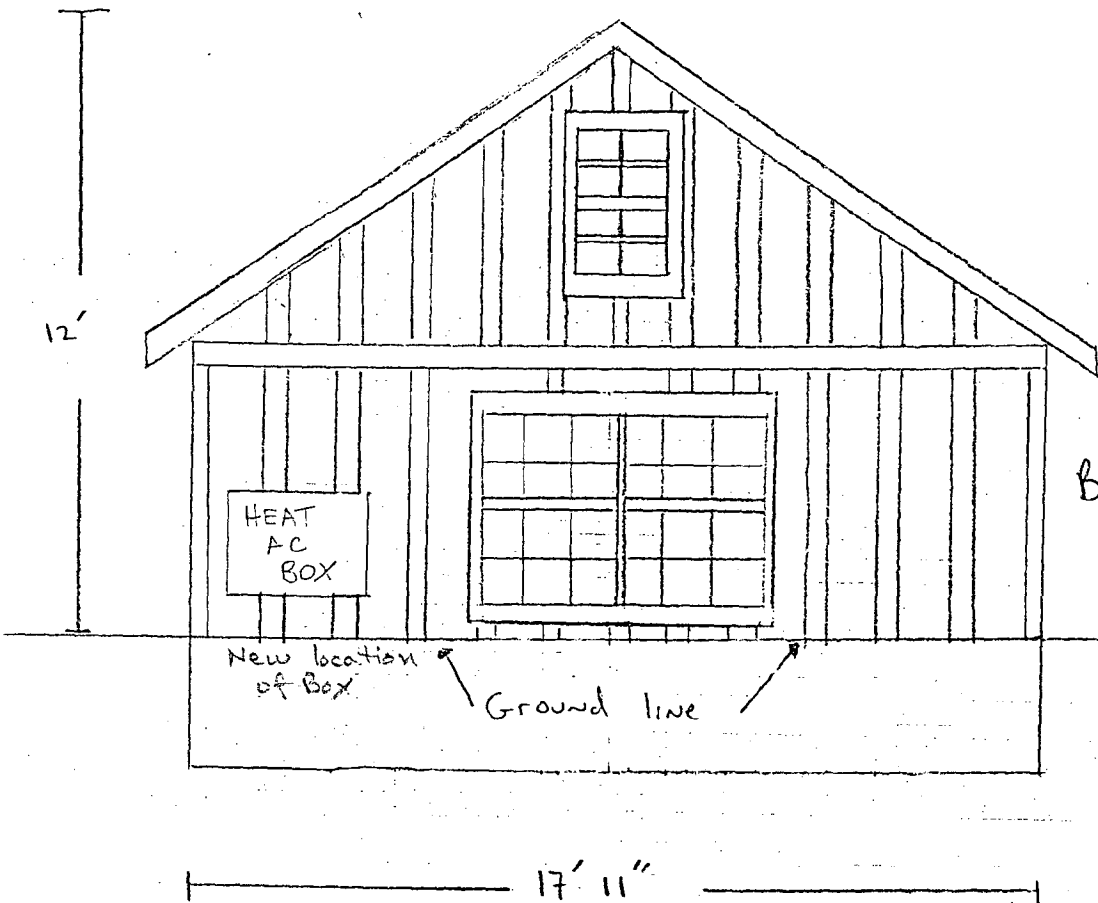 12'
HEAT
AC
BOX
B
New location
of Box
Ground line
17' 11"